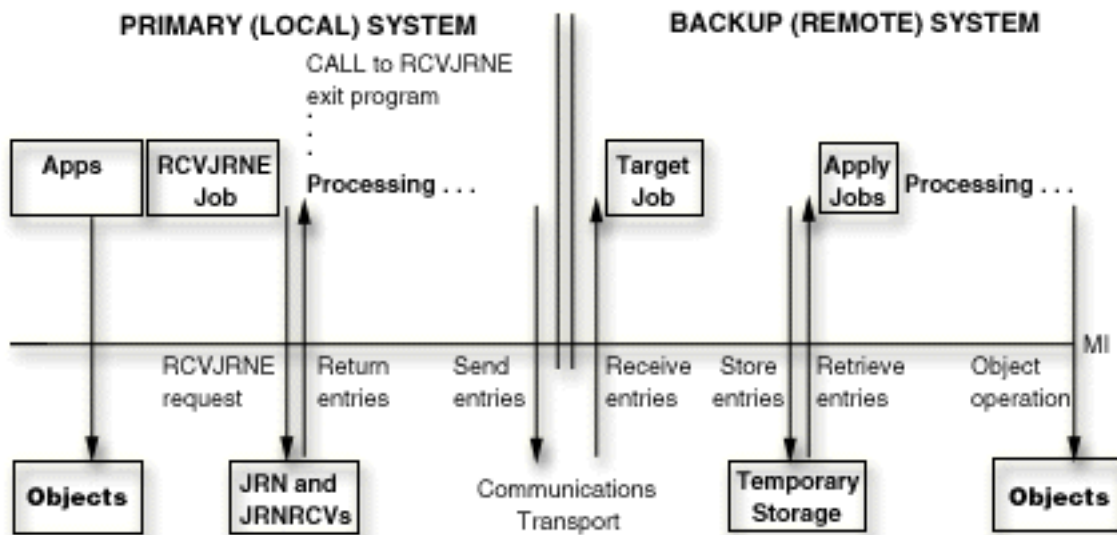 PRIMARY (LOCAL) SYSTEM
BACKUP (REMOTE) SYSTEM
CALL to RCVJRNE
exit program
.
.
.
Apps
RCVJRNE
Job
Processing . . .
Target
Job
Apply
Jobs
Processing . . .
MI
RCVJRNE
request
Return
entries
Send
entries
Receive
entries
Store
entries
Retrieve
entries
Object
operation
Objects
JRN and
JRNRCVs
Communications
Transport
Temporary
Storage
Objects